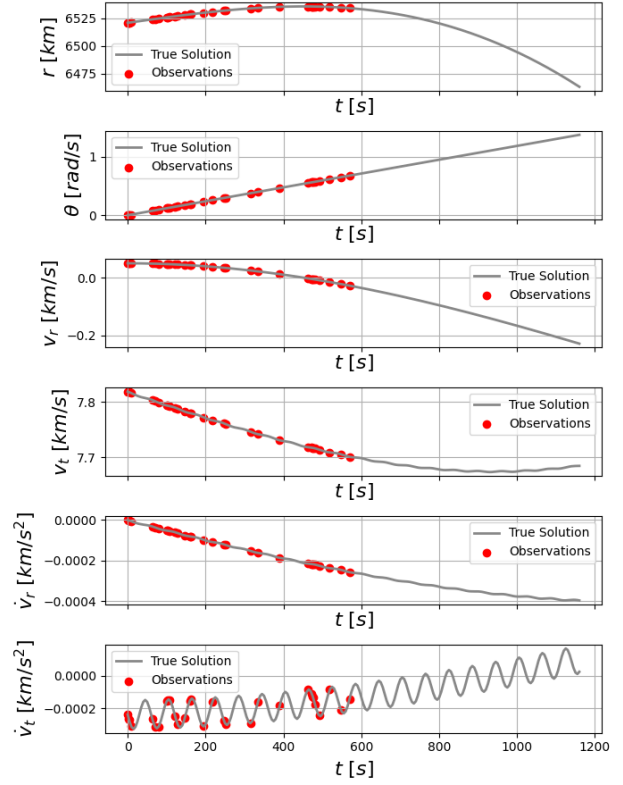 6525
6500
6475
r [km]
True Solution
Observations
t [s]
1
0
θ [rad/s]
True Solution
Observations
t [s]
0.0
−0.2
v_r [km/s]
True Solution
Observations
t [s]
7.8
7.7
v_t [km/s]
True Solution
Observations
t [s]
0.0000
−0.0002
−0.0004
v̇_r [km/s²]
True Solution
Observations
t [s]
0.0000
−0.0002
v̇_t [km/s²]
True Solution
Observations
0 200 400 600 800 1000 1200
t [s]